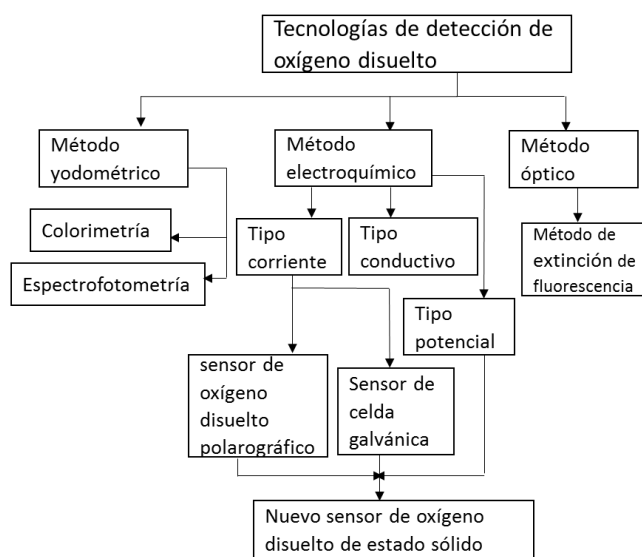 Tecnologías de detección de
oxígeno disuelto
Método
yodométrico
Método
electroquímico
Método
óptico
Colorimetría
Espectrofotometría
Tipo
corriente
Tipo
conductivo
Método de
extinción de
fluorescencia
Tipo
potencial
sensor de
oxígeno
disuelto
polarográfico
Sensor de
celda
galvánica
Nuevo sensor de oxígeno
disuelto de estado sólido